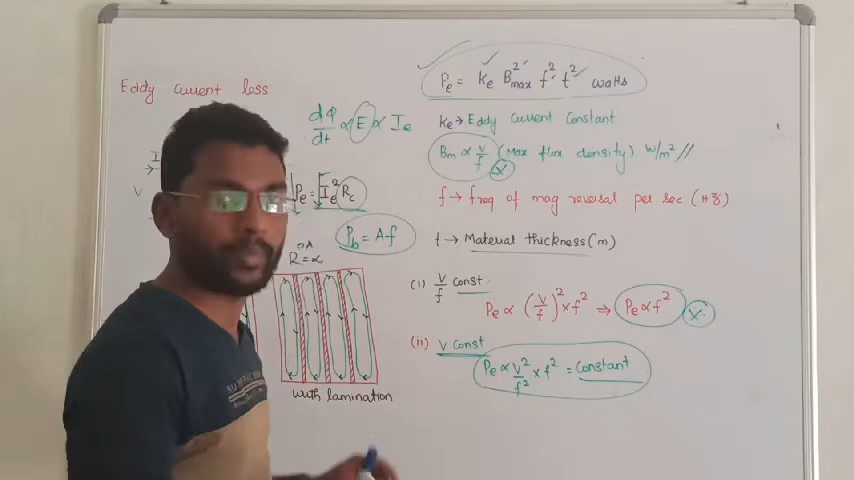 Eddy current loss
I
V
dΦ/dt ∝ E ∝ Ie
Pe = Ie² Rc
Pb = Af
R = ∝
with lamination
Pe = Ke B²max f² t² watts
Ke → Eddy current Constant
Bm ∝ V/f (Max flux density) W/m² //
f → freq of mag reversal per sec (Hz)
t → Material thickness (m)
(i) V/f Const
Pe ∝ (V/f)² × f² ⇒ Pe ∝ f²
(ii) V Const
Pe ∝ V²/f² × f² = Constant